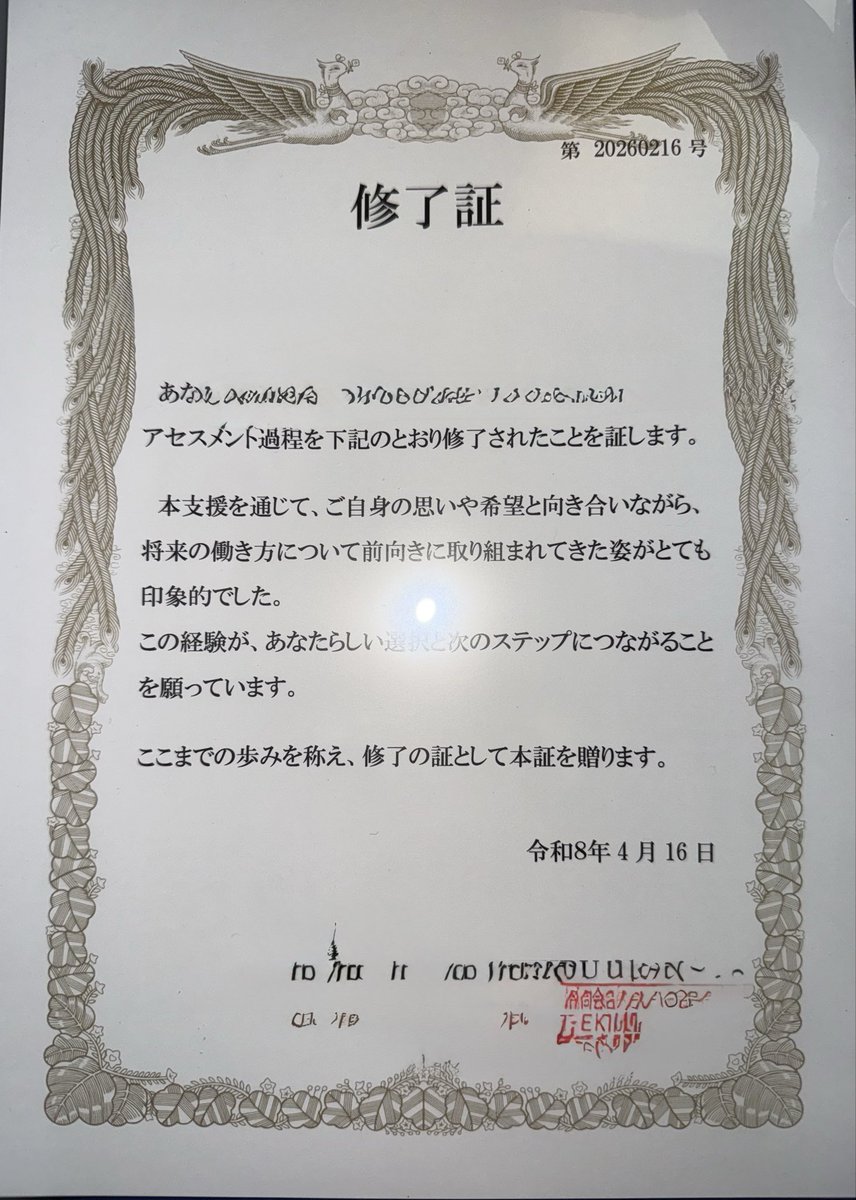 第 20260216 号
修了証
あな
アセスメント過程を下記のとおり修了されたことを証します。
本支援を通じて、ご自身の思いや希望と向き合いながら、
将来の働き方について前向きに取り組まれてきた姿がとても
印象的でした。
この経験が、あなたらしい選択と次のステップにつながること
を願っています。
ここまでの歩みを称え、修了の証として本証を贈ります。
令和8年 4 月 16 日